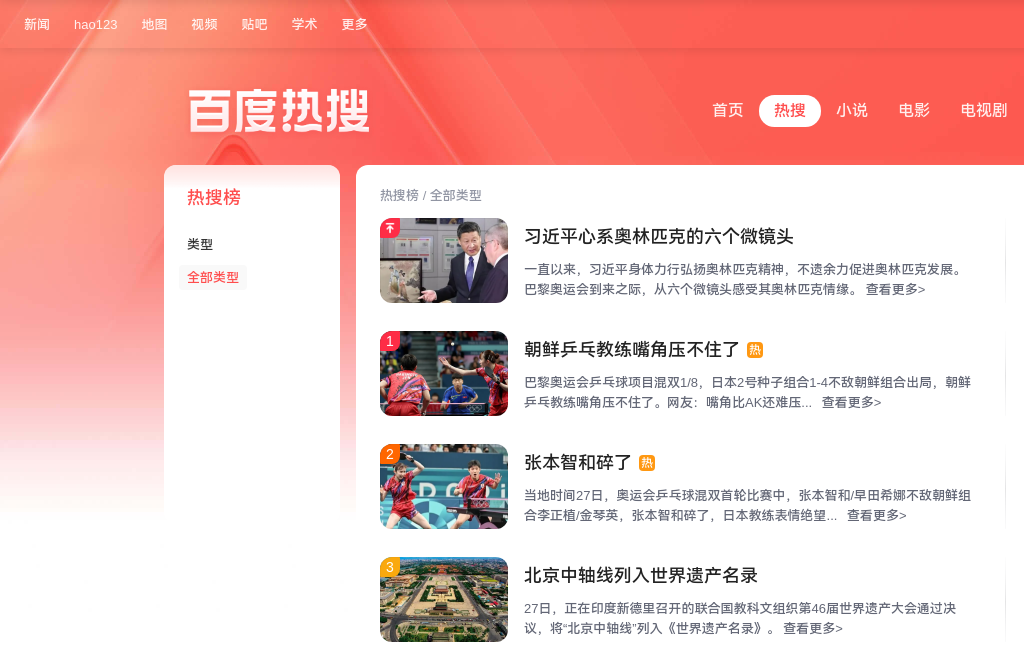 新闻 hao123 地图 视频 贴吧 学术 更多
百度热搜
首页 热搜 小说 电影 电视剧
热搜榜
类型
全部类型
热搜榜 / 全部类型
习近平心系奥林匹克的六个微镜头
一直以来，习近平身体力行弘扬奥林匹克精神，不遗余力促进奥林匹克发展。
巴黎奥运会到来之际，从六个微镜头感受其奥林匹克情缘。 查看更多>
1
朝鲜乒乓教练嘴角压不住了 热
巴黎奥运会乒乓球项目混双1/8，日本2号种子组合1-4不敌朝鲜组合出局，朝鲜
乒乓教练嘴角压不住了。网友：嘴角比AK还难压... 查看更多>
2
张本智和碎了 热
当地时间27日，奥运会乒乓球混双首轮比赛中，张本智和/早田希娜不敌朝鲜组
合李正植/金琴英，张本智和碎了，日本教练表情绝望... 查看更多>
3
北京中轴线列入世界遗产名录
27日，正在印度新德里召开的联合国教科文组织第46届世界遗产大会通过决
议，将“北京中轴线”列入《世界遗产名录》。 查看更多>